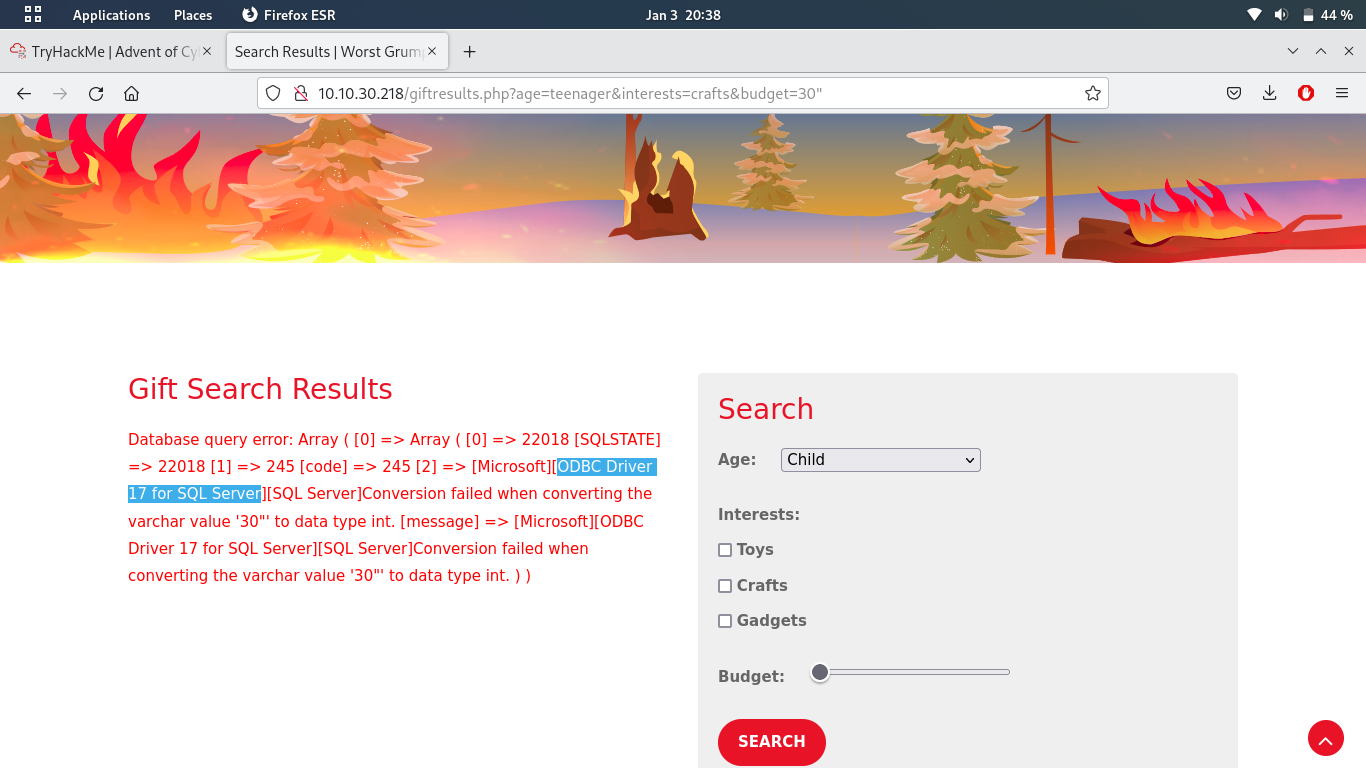 Applications Places Firefox ESR Jan 3 20:38 44 %
TryHackMe | Advent of Cy Search Results | Worst Grum
10.10.30.218/giftresults.php?age=teenager&interests=crafts&budget=30"
Gift Search Results
Database query error: Array ( [0] => Array ( [0] => 22018 [SQLSTATE]
=> 22018 [1] => 245 [code] => 245 [2] => [Microsoft][ODBC Driver
17 for SQL Server][SQL Server]Conversion failed when converting the
varchar value '30"' to data type int. [message] => [Microsoft][ODBC
Driver 17 for SQL Server][SQL Server]Conversion failed when
converting the varchar value '30"' to data type int. ) )
Search
Age: Child
Interests:
Toys
Crafts
Gadgets
Budget:
SEARCH